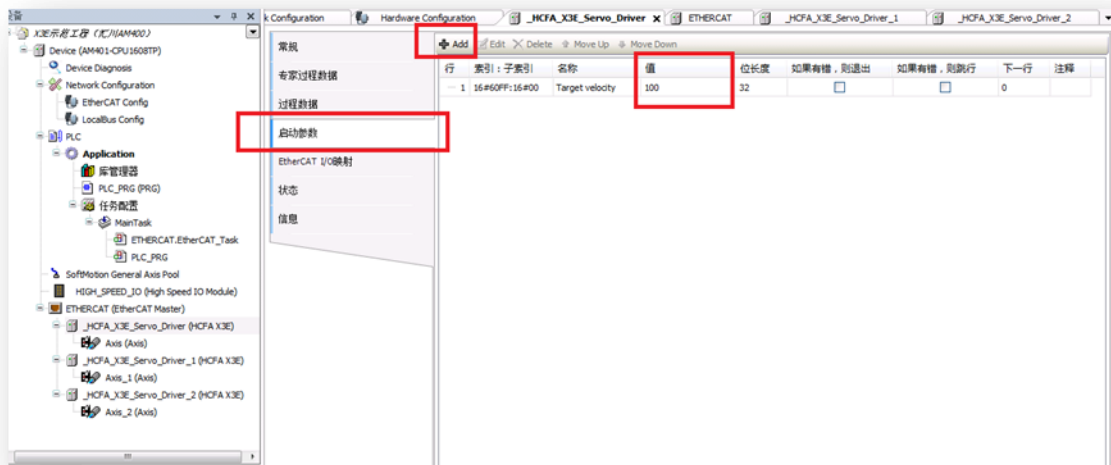 k Configuration
Hardware Configuration
_HCFA_X3E_Servo_Driver
ETHERCAT
_HCFA_X3E_Servo_Driver_1
_HCFA_X3E_Servo_Driver_2
X3E示范工程 (汇川AM400)
Device (AM401-CPU1608TP)
Device Diagnosis
Network Configuration
EtherCAT Config
LocalBus Config
PLC
Application
库管理器
PLC_PRG (PRG)
任务配置
MainTask
ETHERCAT.EtherCAT_Task
PLC_PRG
SoftMotion General Axis Pool
HIGH_SPEED_IO (High Speed IO Module)
ETHERCAT (EtherCAT Master)
_HCFA_X3E_Servo_Driver (HCFA X3E)
Axis (Axis)
_HCFA_X3E_Servo_Driver_1 (HCFA X3E)
Axis_1 (Axis)
_HCFA_X3E_Servo_Driver_2 (HCFA X3E)
Axis_2 (Axis)
常规
专家过程数据
过程数据
启动参数
EtherCAT I/O映射
状态
信息
Add Edit Delete Move Up Move Down
行 索引:子索引 名称 值 位长度 如果有错，则退出 如果有错，则跳行 下一行 注释
1 16#60FF:16#00 Target velocity 100 32 0